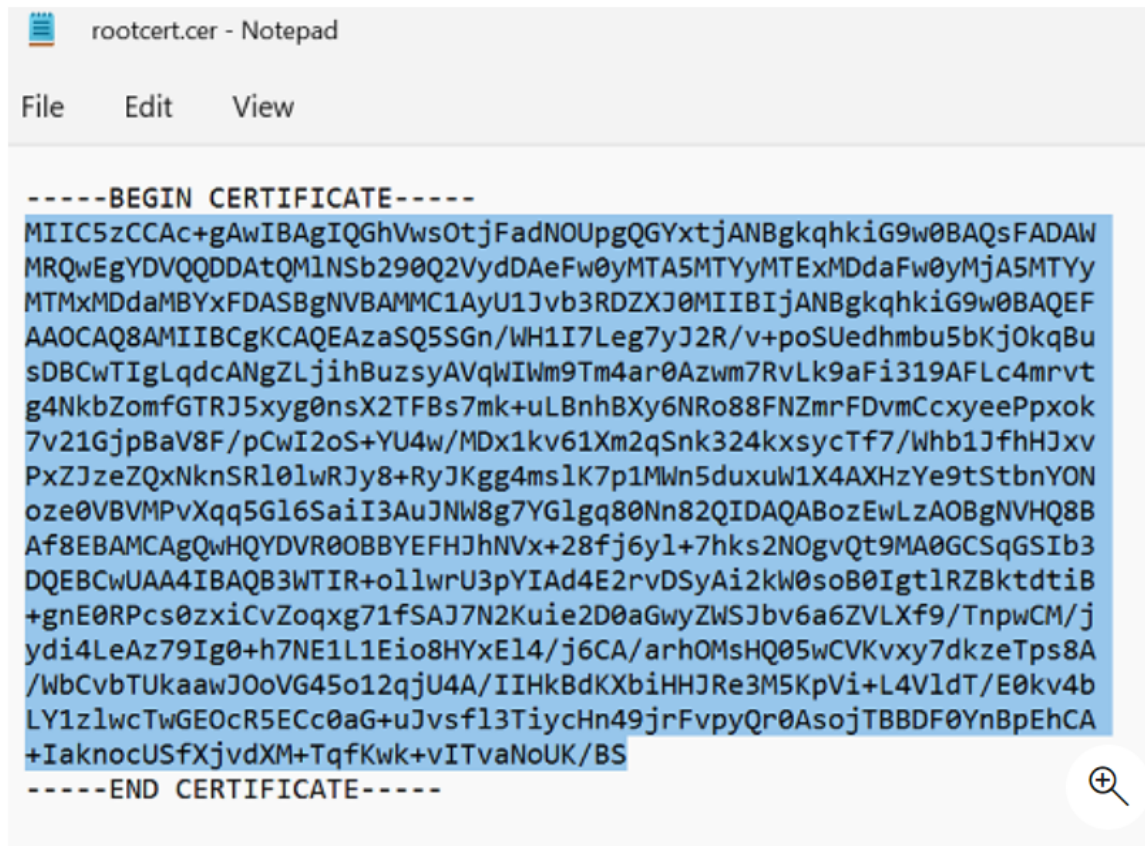 rootcert.cer - Notepad
File Edit View
-----BEGIN CERTIFICATE-----
MIIC5zCCAc+gAwIBAgIQGhVwsOtjFadNOUpgQGYxtjANBgkqhkiG9w0BAQsFADAW
MRQwEgYDVQQDDAtQMlNSb290Q2VydDAeFw0yMTA5MTYyMTExMDdaFw0yMjA5MTYy
MTMxMDdaMBYxFDASBgNVBAMMC1AyU1Jvb3RDZXJ0MIIBIjANBgkqhkiG9w0BAQEF
AAOCAQ8AMIIBCgKCAQEAzaSQ5SGn/WH1I7Leg7yJ2R/v+poSUedhmbu5bKjOkqBu
sDBCwTIgLqdcANgZLjihBuzsyAVqWIWm9Tm4ar0Azwm7RvLk9aFi319AFLc4mrvt
g4NkbZomfGTRJ5xyg0nsX2TFBs7mk+uLBnhBXy6NRo88FNZmrFDvmCcxyeePpxok
7v21GjpBaV8F/pCwI2oS+YU4w/MDx1kv61Xm2qSnk324kxsycTf7/Whb1JfhHJxv
PxZJzeZQxNknSRl0lwRJy8+RyJKgg4mslK7p1MWn5duxuW1X4AXHzYe9tStbnYON
oze0VBVMPvXqq5Gl6SaiI3AuJNW8g7YGlgq80Nn82QIDAQABozEwLzAOBgNVHQ8B
Af8EBAMCAgQwHQYDVR0OBBYEFHJhNVx+28fj6yl+7hks2NOgvQt9MA0GCSqGSIb3
DQEBCwUAA4IBAQB3WTIR+ollwrU3pYIAd4E2rvDSyAi2kW0soB0IgtlRZBktdtiB
+gnE0RPcs0zxiCvZoqxg71fSAJ7N2Kuie2D0aGwyZWSJbv6a6ZVLXf9/TnpwCM/j
ydi4LeAz79Ig0+h7NE1L1Eio8HYxEl4/j6CA/arhOMsHQ05wCVKvxy7dkzeTps8A
/WbCvbTUkaawJOoVG45o12qjU4A/IIHkBdKXbiHHJRe3M5KpVi+L4VldT/E0kv4b
LY1zlwcTwGEOcR5ECc0aG+uJvsfl3TiycHn49jrFvpyQr0AsojTBBDF0YnBpEhCA
+IaknocUSfXjvdXM+TqfKwk+vITvaNoUK/BS
-----END CERTIFICATE-----